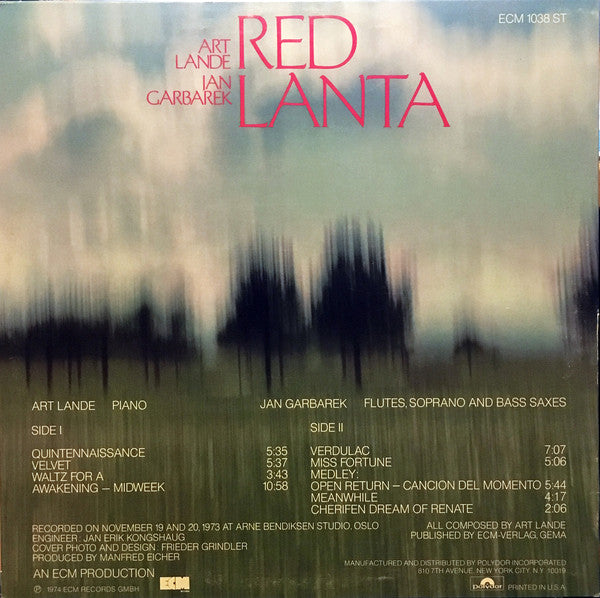 ECM 1038 ST
ART LANDE
JAN GARBAREK
RED LANTA
ART LANDE PIANO
JAN GARBAREK FLUTES, SOPRANO AND BASS SAXES
SIDE I
QUINTENNAISSANCE 5:35
VELVET 5:37
WALTZ FOR A 3:43
AWAKENING – MIDWEEK 10:58
SIDE II
VERDULAC 7:07
MISS FORTUNE 5:06
MEDLEY:
OPEN RETURN – CANCION DEL MOMENTO 5:44
MEANWHILE 4:17
CHERIFEN DREAM OF RENATE 2:06
RECORDED ON NOVEMBER 19 AND 20, 1973 AT ARNE BENDIKSEN STUDIO, OSLO
ENGINEER: JAN ERIK KONGSHAUG
COVER PHOTO AND DESIGN: FRIEDER GRINDLER
PRODUCED BY MANFRED EICHER
ALL COMPOSED BY ART LANDE
PUBLISHED BY ECM-VERLAG, GEMA
AN ECM PRODUCTION
℗ 1974 ECM RECORDS GMBH
ECM
MANUFACTURED AND DISTRIBUTED BY POLYDOR INCORPORATED
810 7TH AVENUE, NEW YORK CITY, N.Y. 10019
polydor
PRINTED IN U.S.A.